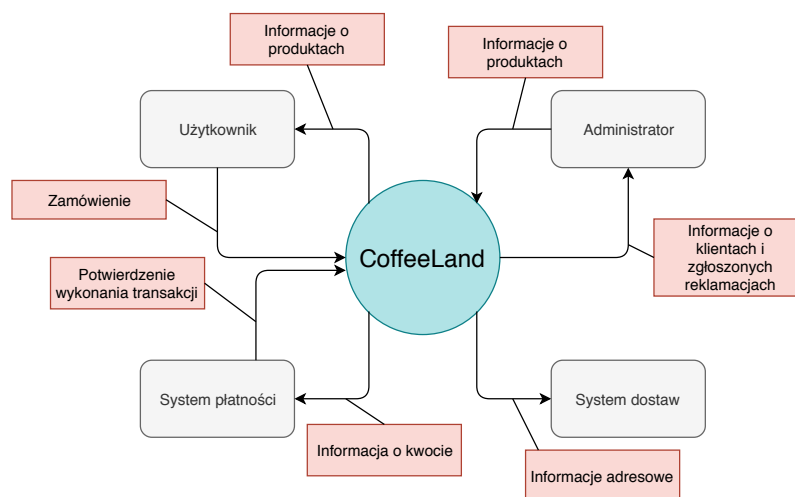 Informacje o
produktach
Informacje o
produktach
Użytkownik
Administrator
Zamówienie
Informacje o
klientach i
zgłoszonych
reklamacjach
CoffeeLand
Potwierdzenie
wykonania transakcji
System płatności
System dostaw
Informacja o kwocie
Informacje adresowe